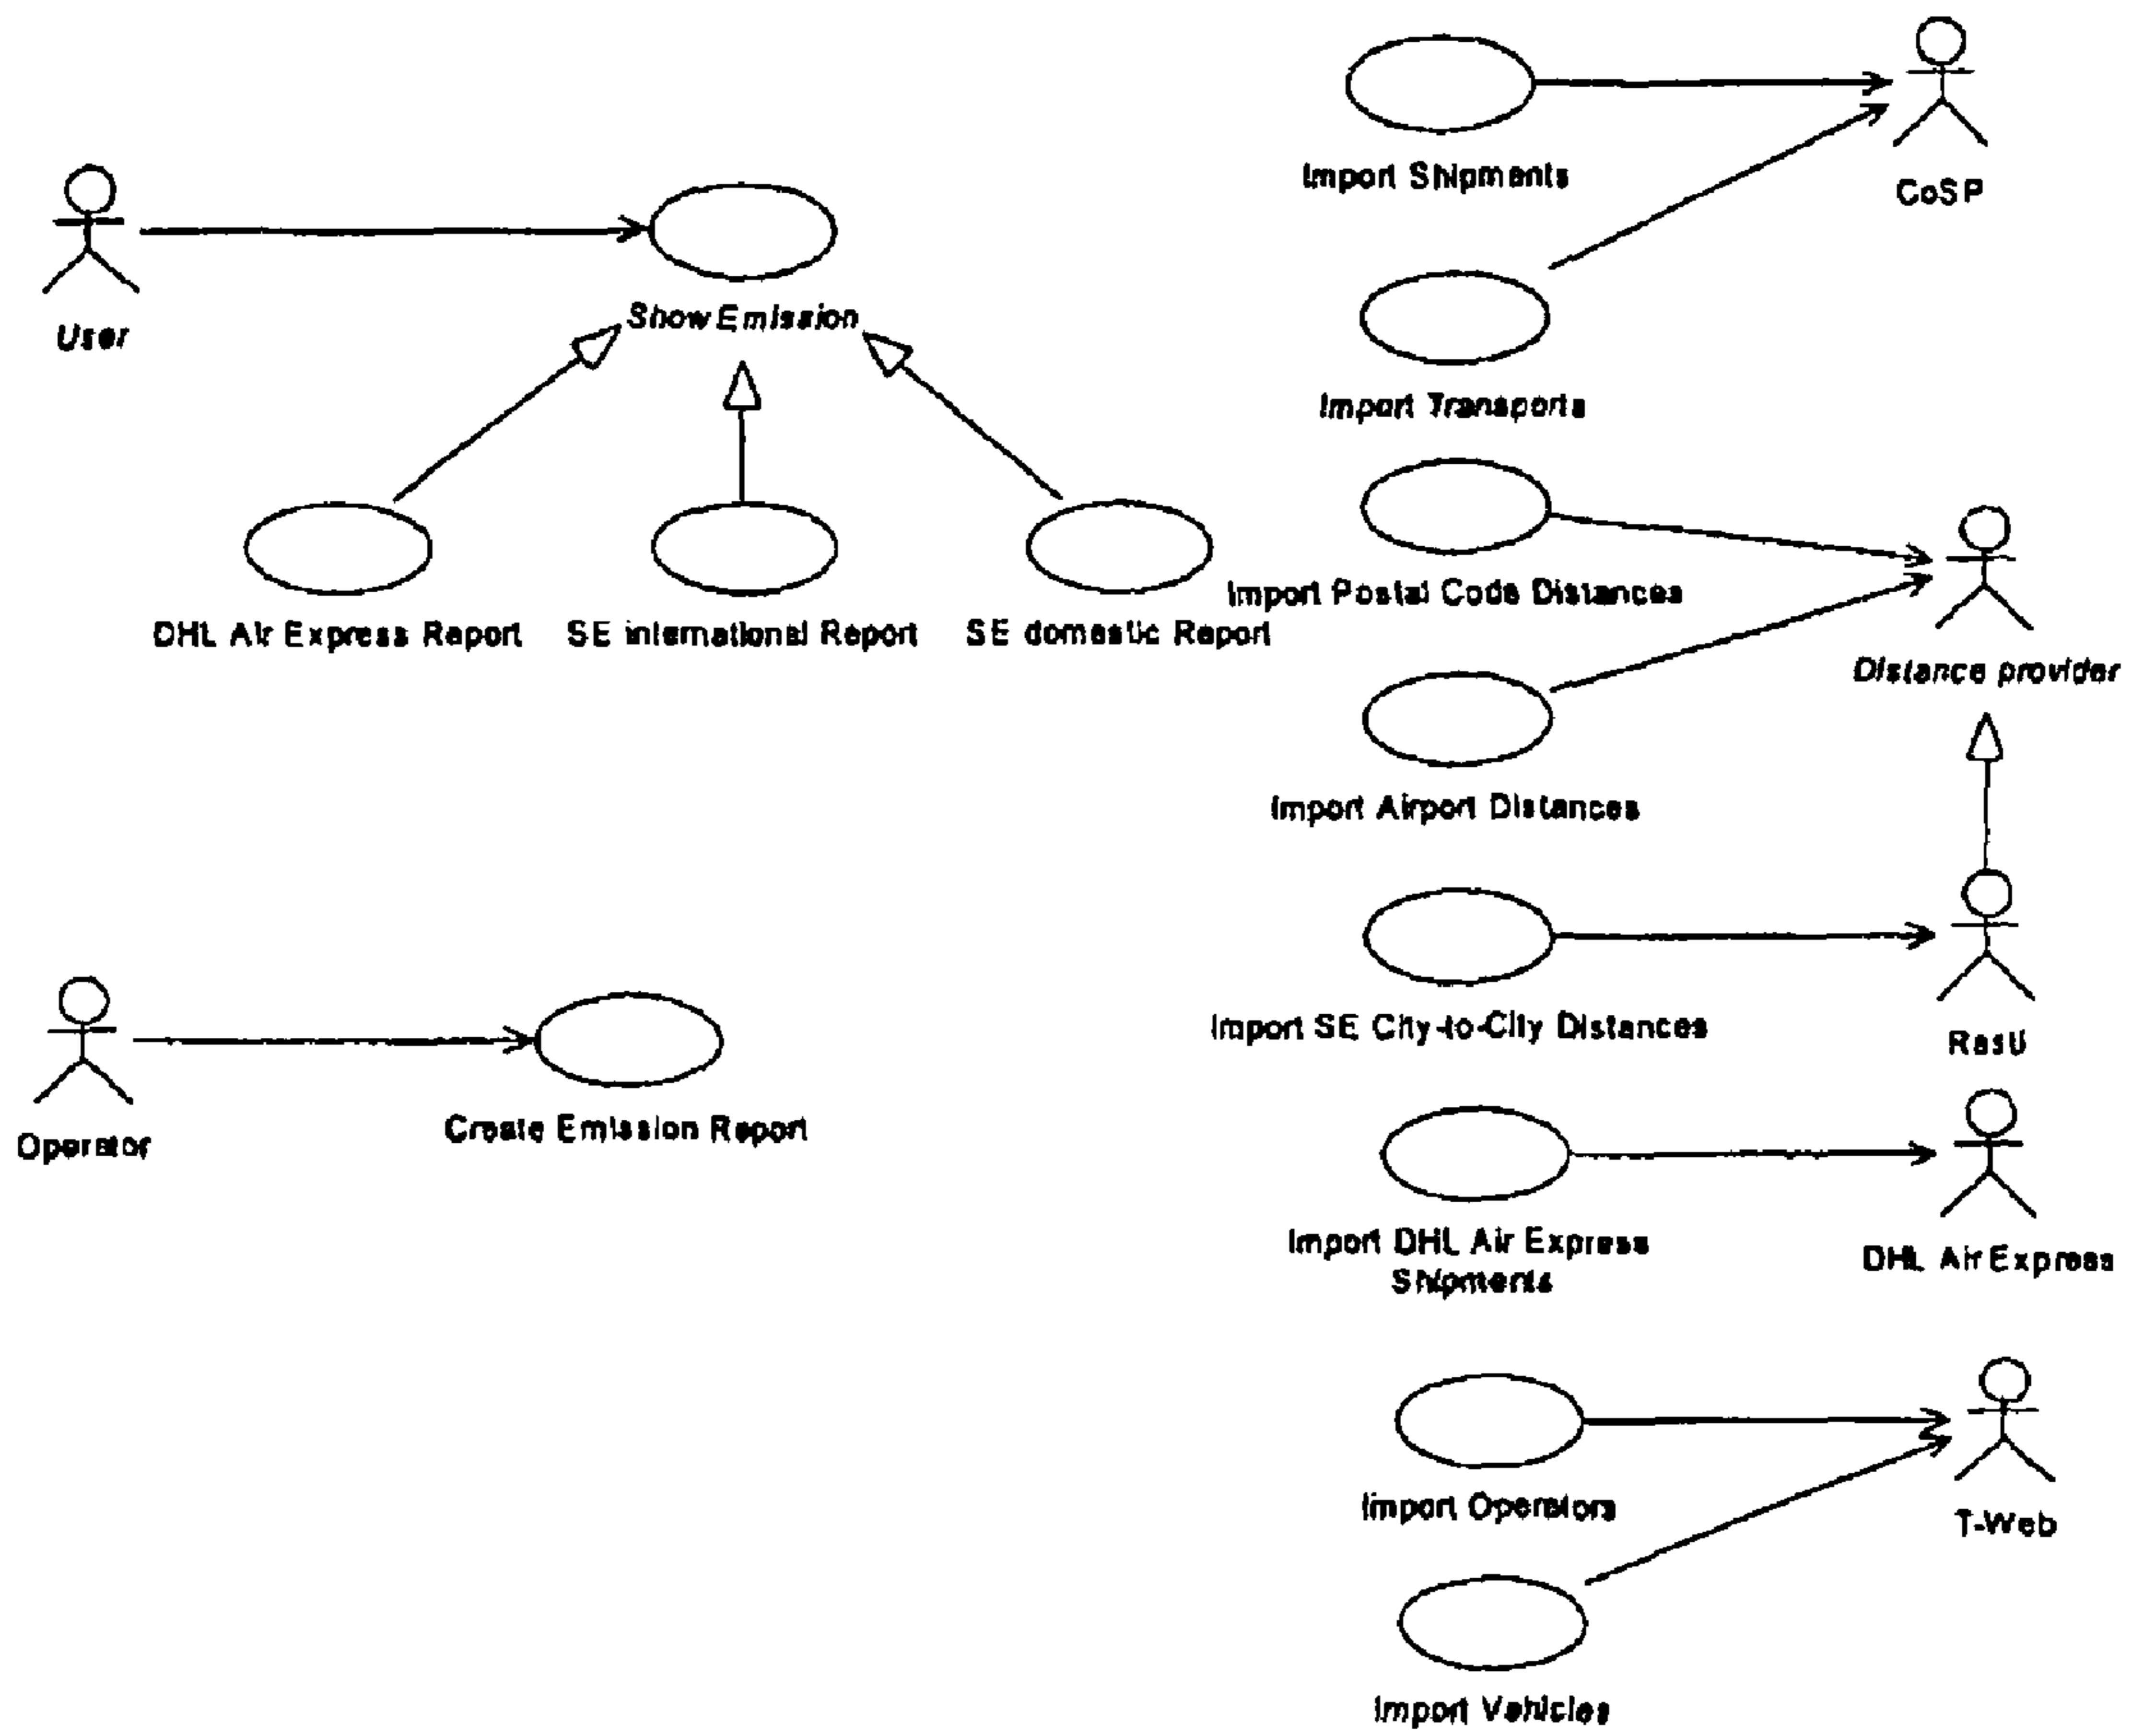 Import Shipments
CoSP
User
Show Emission
Import Transports
DHL Air Express Report
SE international Report
SE domestic Report
Import Postal Code Distances
Distance provider
Import Airport Distances
Import SE City-to-City Distances
Operator
Create Emission Report
Import DHL Air Express
Shipments
DHL Air Express
Import Operators
T-Web
Import Vehicles